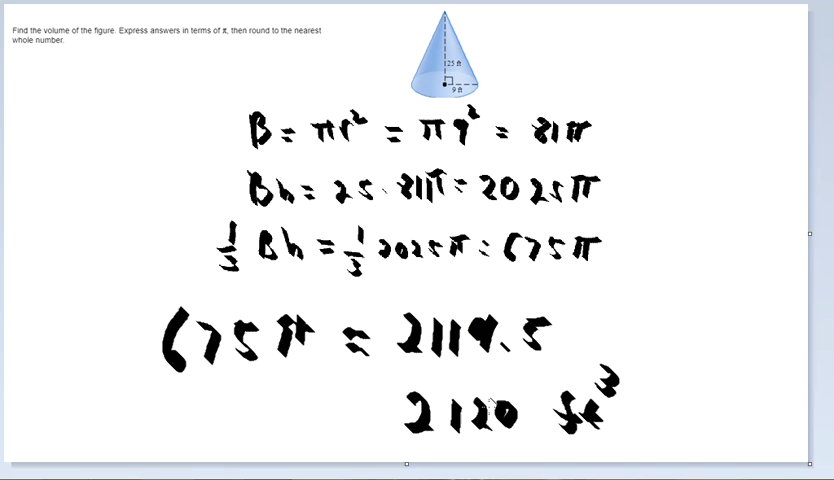 Find the volume of the figure. Express answers in terms of π, then round to the nearest
whole number.
25 ft
9 ft
B = πr² = π9² = 81π
Bh = 25·81π = 2025π
1/3 Bh = 1/3 2025π = 675π
675π = 2119.5
2120 ft³